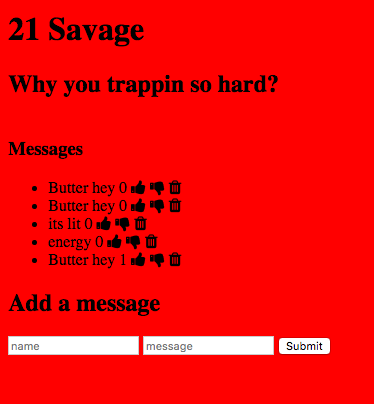 21 Savage
Why you trappin so hard?
Messages
Butter hey 0
Butter hey 0
its lit 0
energy 0
Butter hey 1
Add a message
name message Submit